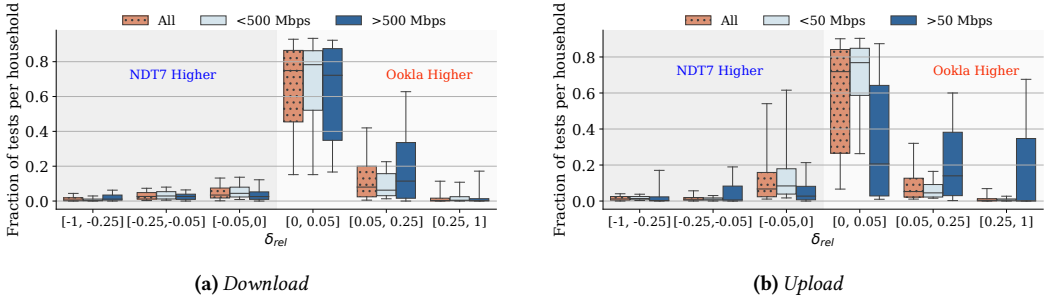 All <500 Mbps >500 Mbps
Fraction of tests per household
0.8
0.6
0.4
0.2
0.0
NDT7 Higher
Ookla Higher
[-1, -0.25] [-0.25,-0.05] [-0.05,0] [0, 0.05] [0.05, 0.25] [0.25, 1]
δrel
(a) Download
All <50 Mbps >50 Mbps
Fraction of tests per household
0.8
0.6
0.4
0.2
0.0
NDT7 Higher
Ookla Higher
[-1, -0.25] [-0.25,-0.05] [-0.05,0] [0, 0.05] [0.05, 0.25] [0.25, 1]
δrel
(b) Upload